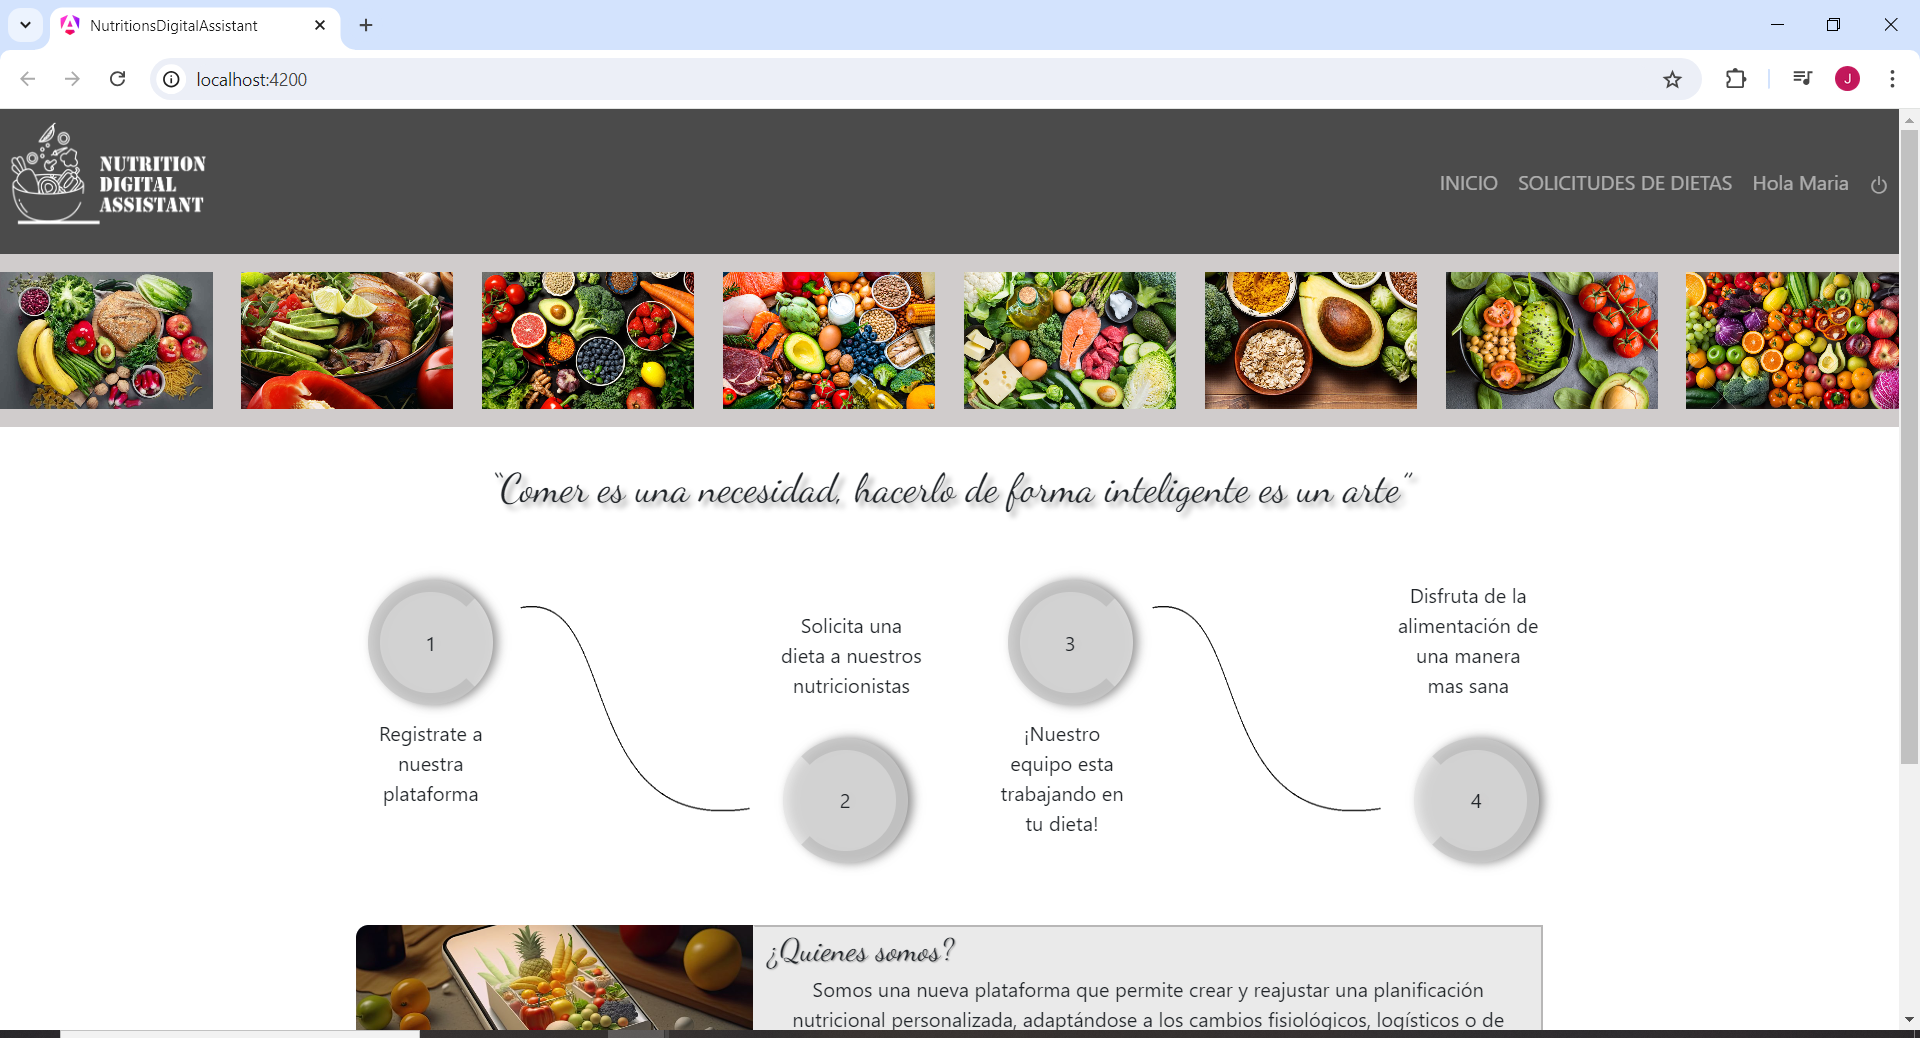 NutritionsDigitalAssistant
localhost:4200
J
NUTRITION
DIGITAL
ASSISTANT
INICIO SOLICITUDES DE DIETAS Hola Maria
“Comer es una necesidad, hacerlo de forma inteligente es un arte”
1
Registrate a
nuestra
plataforma
Solicita una
dieta a nuestros
nutricionistas
2
3
¡Nuestro
equipo esta
trabajando en
tu dieta!
Disfruta de la
alimentación de
una manera
mas sana
4
¿Quienes somos?
Somos una nueva plataforma que permite crear y reajustar una planificación
nutricional personalizada, adaptándose a los cambios fisiológicos, logísticos o de